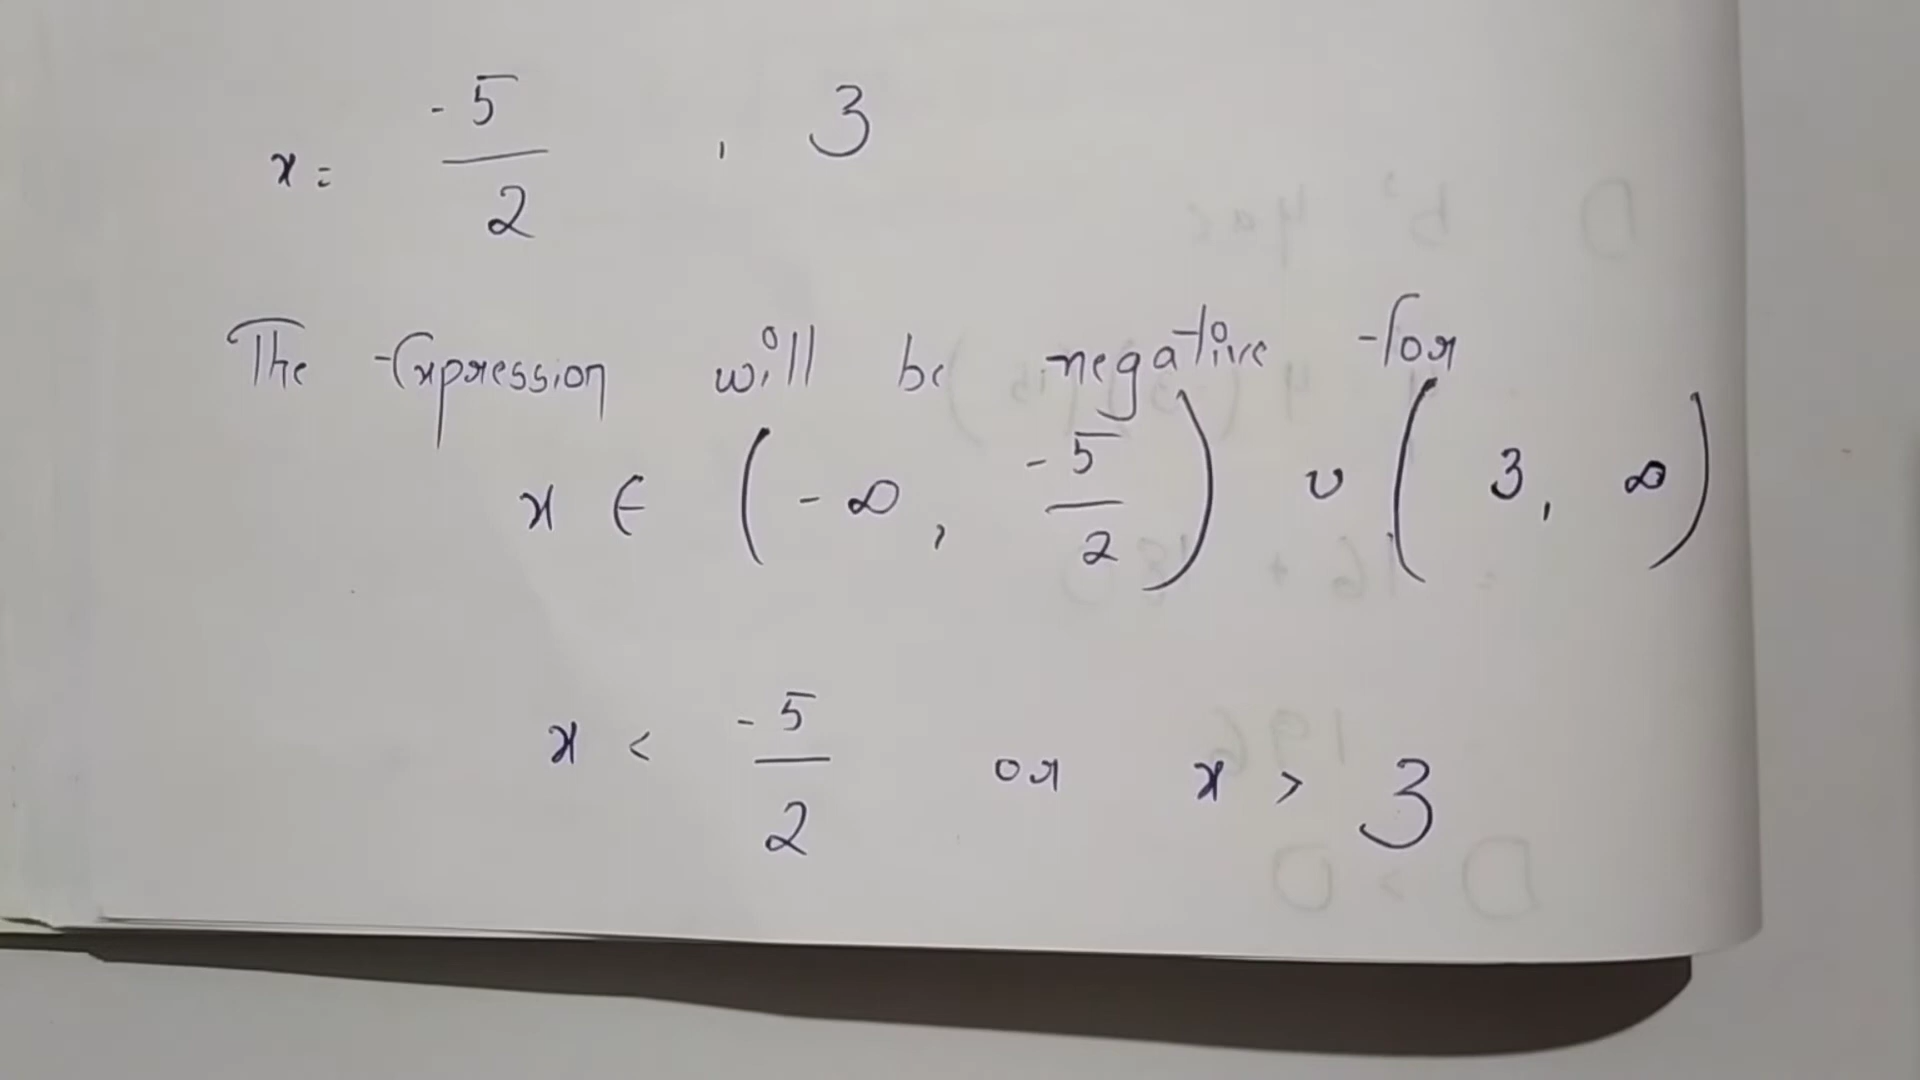 x = -5/2 , 3
The Expression will be negative for
x ∈ (-∞, -5/2) ∪ (3, ∞)
x < -5/2 or x > 3